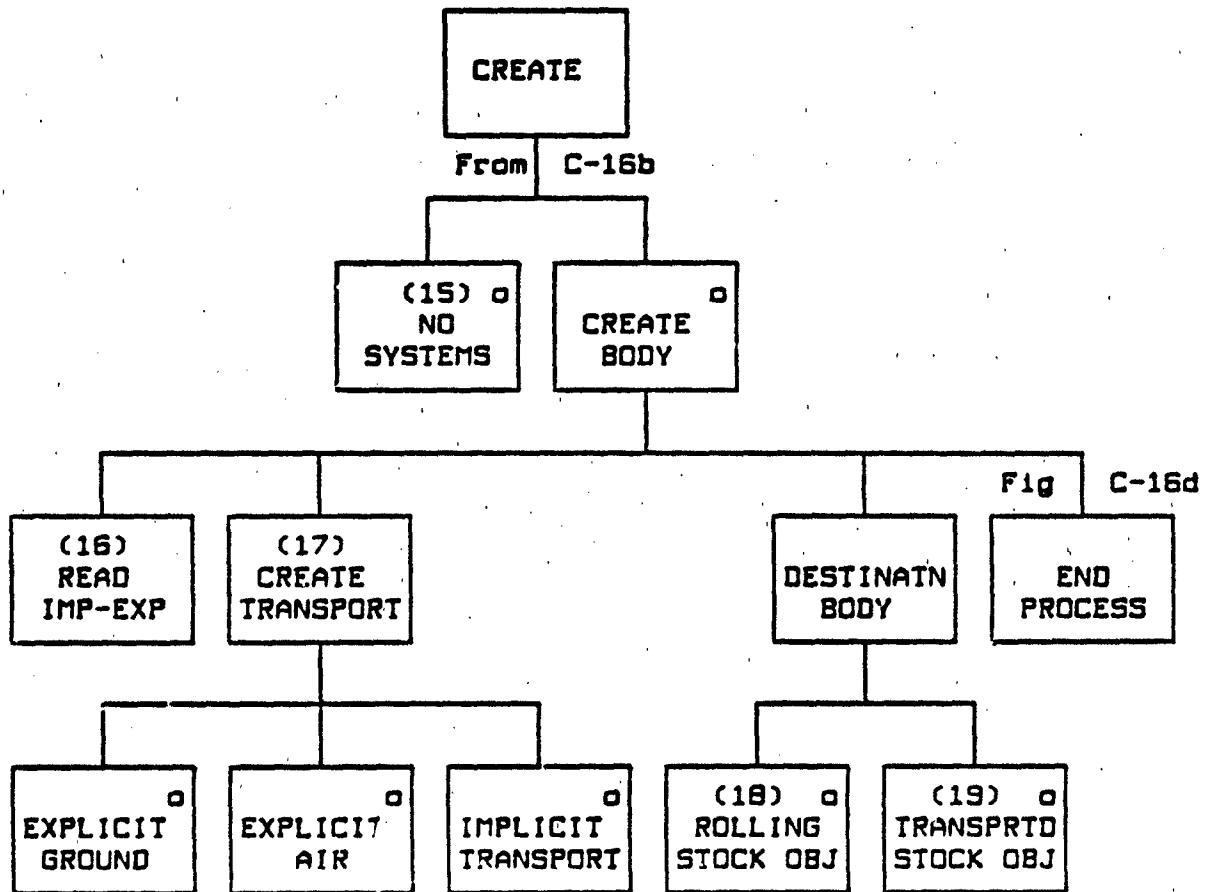 CREATE
From C-16b
(15) o
NO
SYSTEMS
o
CREATE
BODY
Fig C-16d
(16)
READ
IMP-EXP
(17)
CREATE
TRANSPORT
DESTINATN
BODY
END
PROCESS
o
EXPLICIT
GROUND
o
EXPLICIT
AIR
o
IMPLICIT
TRANSPORT
(18) o
ROLLING
STOCK OBJ
(19) o
TRANSPRTD
STOCK OBJ